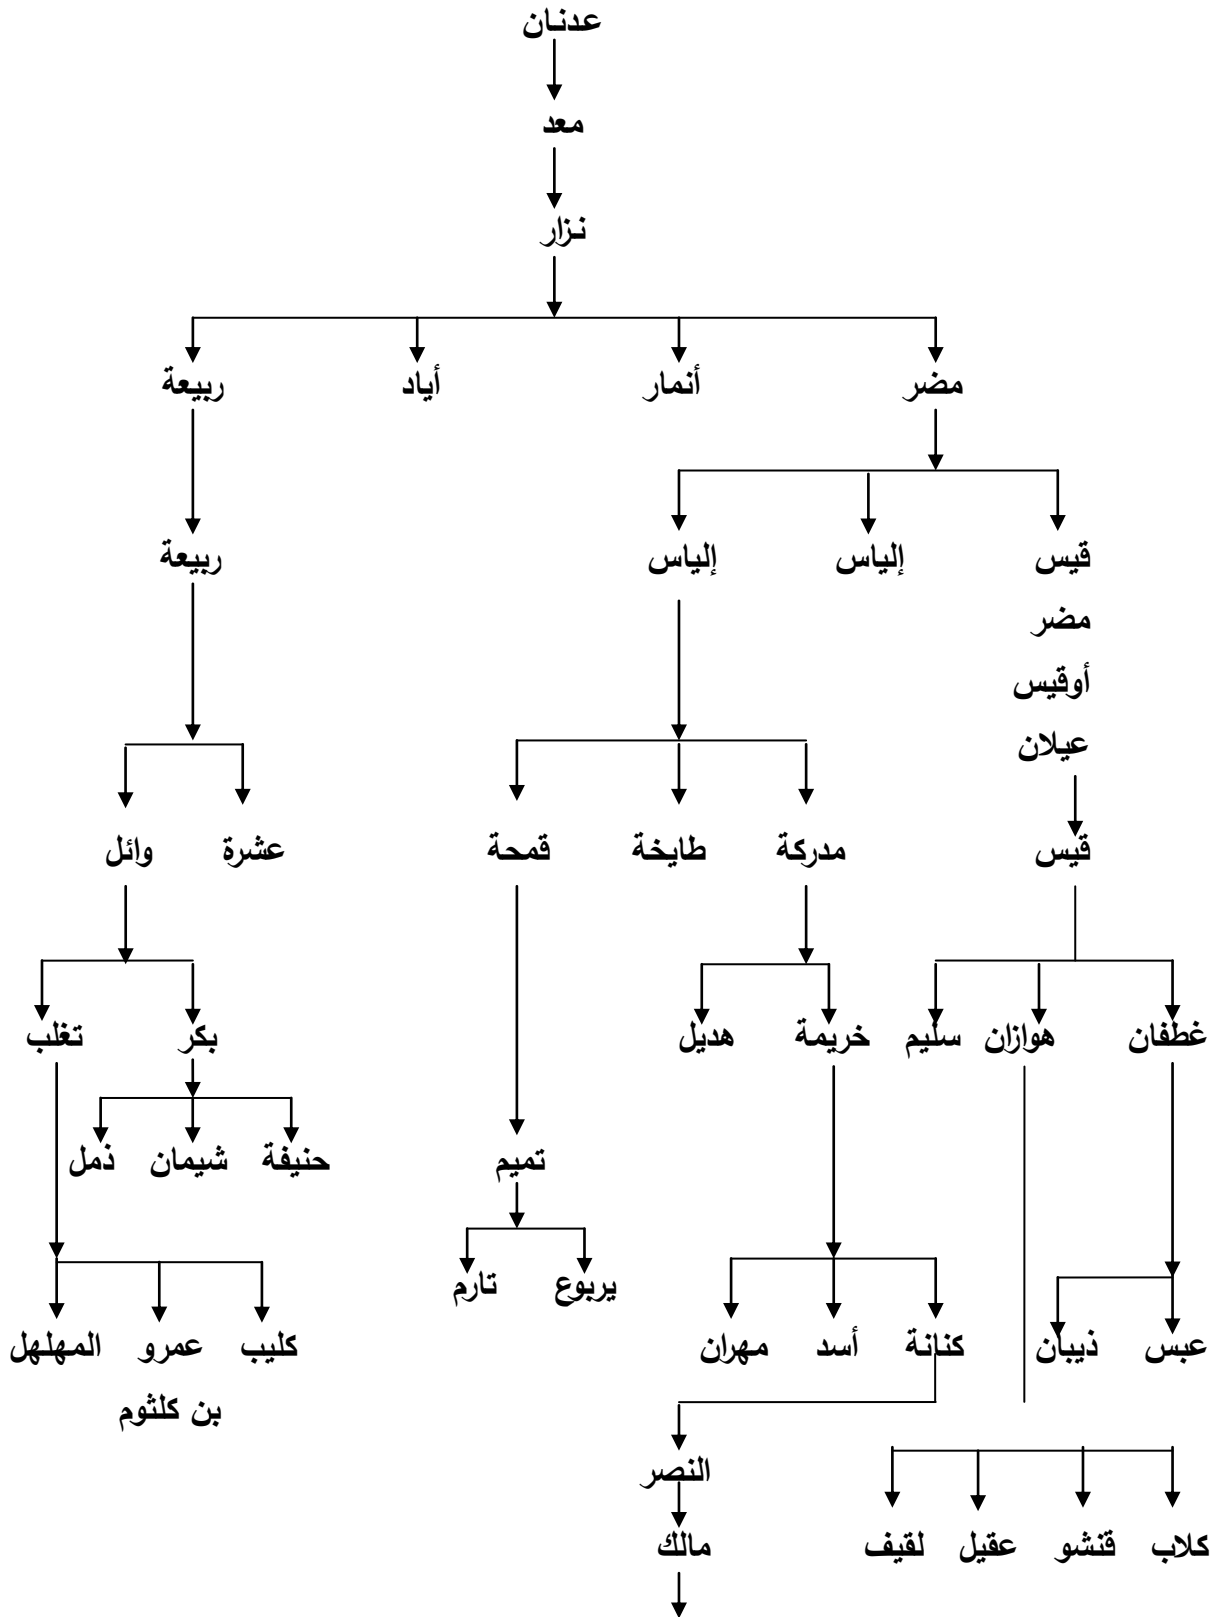 عدنان
معد
نزار
مضر أنمار أياد ربيعة
قيس إلياس إلياس ربيعة
مضر
أوقيس
عيلان
قيس مدركة طايخة قمحة عشرة وائل
غطفان هوازان سليم خريمة هديل بكر تغلب
تميم حنيفة شيمان ذمل
يربوع تارم
عبس ذيبان كنانة أسد مهران كليب عمرو المهلهل
بن كلثوم
النصر
كلاب قنشو عقيل لقيف مالك